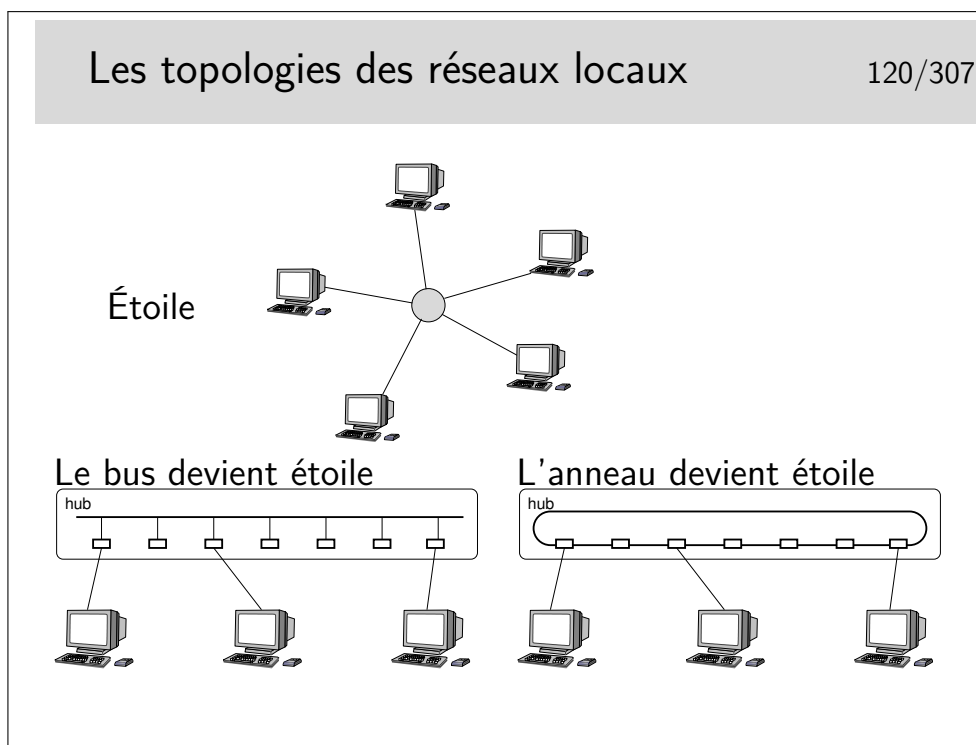 Les topologies des réseaux locaux 120/307
Étoile
Le bus devient étoile
hub
L'anneau devient étoile
hub